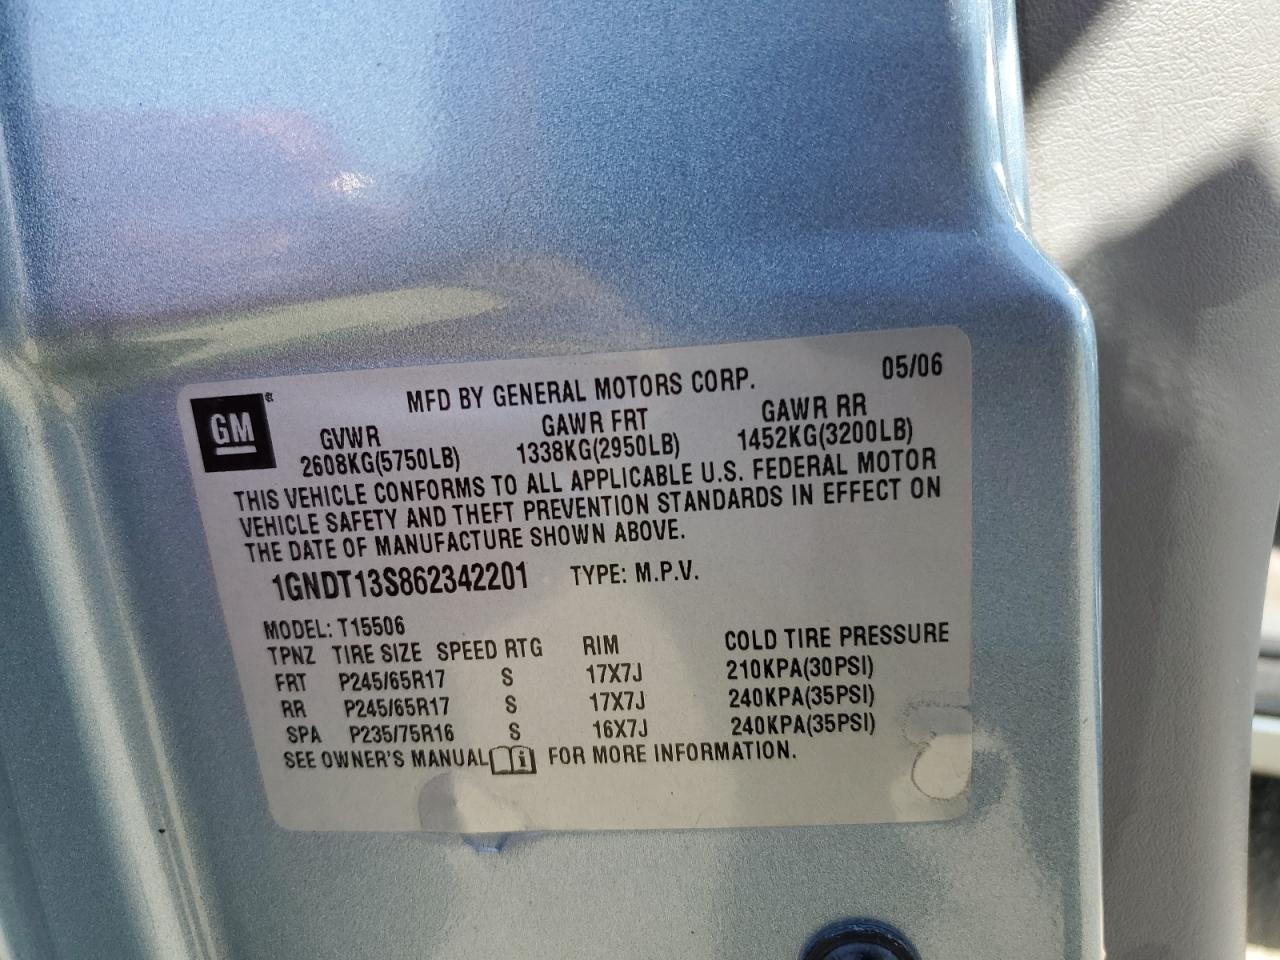 05/06
MFD BY GENERAL MOTORS CORP.
GM ®
GVWR GAWR FRT GAWR RR
2608KG(5750LB) 1338KG(2950LB) 1452KG(3200LB)
THIS VEHICLE CONFORMS TO ALL APPLICABLE U.S. FEDERAL MOTOR
VEHICLE SAFETY AND THEFT PREVENTION STANDARDS IN EFFECT ON
THE DATE OF MANUFACTURE SHOWN ABOVE.
1GNDT13S862342201 TYPE: M.P.V.
MODEL: T15506
TPNZ TIRE SIZE SPEED RTG RIM COLD TIRE PRESSURE
FRT P245/65R17 S 17X7J 210KPA(30PSI)
RR P245/65R17 S 17X7J 240KPA(35PSI)
SPA P235/75R16 S 16X7J 240KPA(35PSI)
SEE OWNER'S MANUAL i FOR MORE INFORMATION.